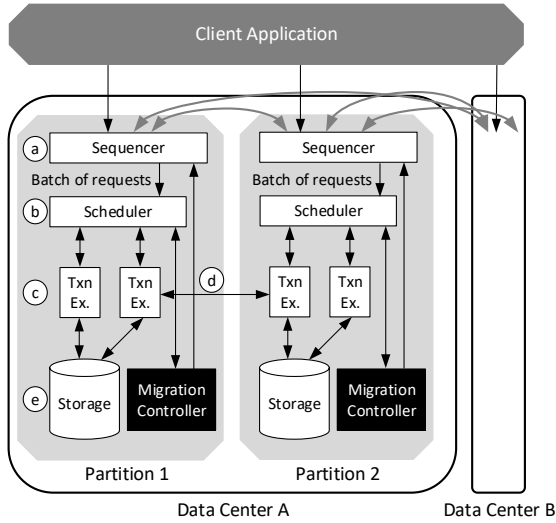 Client Application
a
Sequencer
Sequencer
Batch of requests
Batch of requests
b
Scheduler
Scheduler
c
Txn
Ex.
Txn
Ex.
d
Txn
Ex.
Txn
Ex.
e
Storage
Migration
Controller
Storage
Migration
Controller
Partition 1
Partition 2
Data Center A
Data Center B